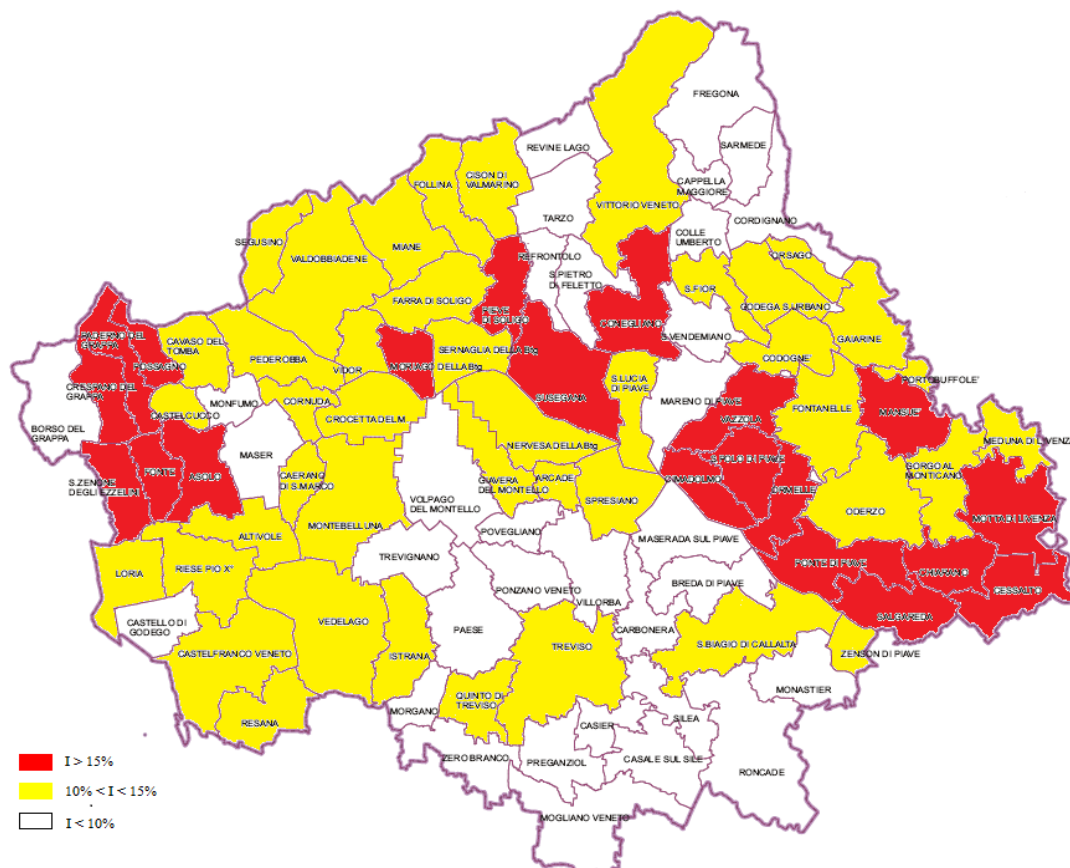 FREGONA
REVINE LAGO
SARMEDE
CISON DI
VALMARINO
FOLLINA
CAPPELLA
MAGGIORE
VITTORIO VENETO
TARZO
CORDIGNANO
COLLE
UMBERTO
SEGUSINO
MIANE
VALDOBBIADENE
REFRONTOLO
ORSAGO
S.PIETRO
DI FELETTO
S.FIOR
FARRA DI SOLIGO
PIEVE
DI SOLIGO
GODEGA S.URBANO
CONEGLIANO
PADERNO DEL
GRAPPA
CAVASO DEL
TOMBA
S.VENDEMIANO
GAIARINE
SERNAGLIA DELLA Btg
POSSAGNO
PEDEROBBA
VIDOR
MORIAGO DELLA Btg
CODOGNE'
CRESPANO DEL
GRAPPA
S.LUCIA
DI PIAVE
PORTOBUFFOLE'
CORNUDA
MONFUMO
SUSEGANA
MARENO DI PIAVE
FONTANELLE
MANSUE'
CASTELCUCCO
CROCETTA DEL M.
VAZZOLA
BORSO DEL
GRAPPA
MASER
NERVESA DELLA Btg
MEDUNA DI LIVENZA
S.POLO DI PIAVE
FONTE
ASOLO
CAERANO
DI S.MARCO
GIAVERA
DEL MONTELLO
ARCADE
CIMADOLMO
GORGO AL
MONTICANO
S.ZENONE
DEGLI EZZELINI
SPRESIANO
ORMELLE
VOLPAGO
DEL MONTELLO
ODERZO
MOTTA DI LIVENZA
MONTEBELLUNA
POVEGLIANO
ALTIVOLE
MASERADA SUL PIAVE
TREVIGNANO
PONTE DI PIAVE
LORIA
RIESE PIO X°
CHIARANO
BREDA DI PIAVE
PONZANO VENETO
CESSALTO
VILLORBA
CASTELLO DI
GODEGO
SALGAREDA
VEDELAGO
PAESE
CARBONERA
S.BIAGIO DI CALLALTA
TREVISO
CASTELFRANCO VENETO
ISTRANA
ZENSON DI PIAVE
MONASTIER
QUINTO DI
TREVISO
MORGANO
RESANA
SILEA
CASIER
ZERO BRANCO
PREGANZIOL
CASALE SUL SILE
RONCADE
MOGLIANO VENETO
I > 15%
10% < I < 15%
I < 10%